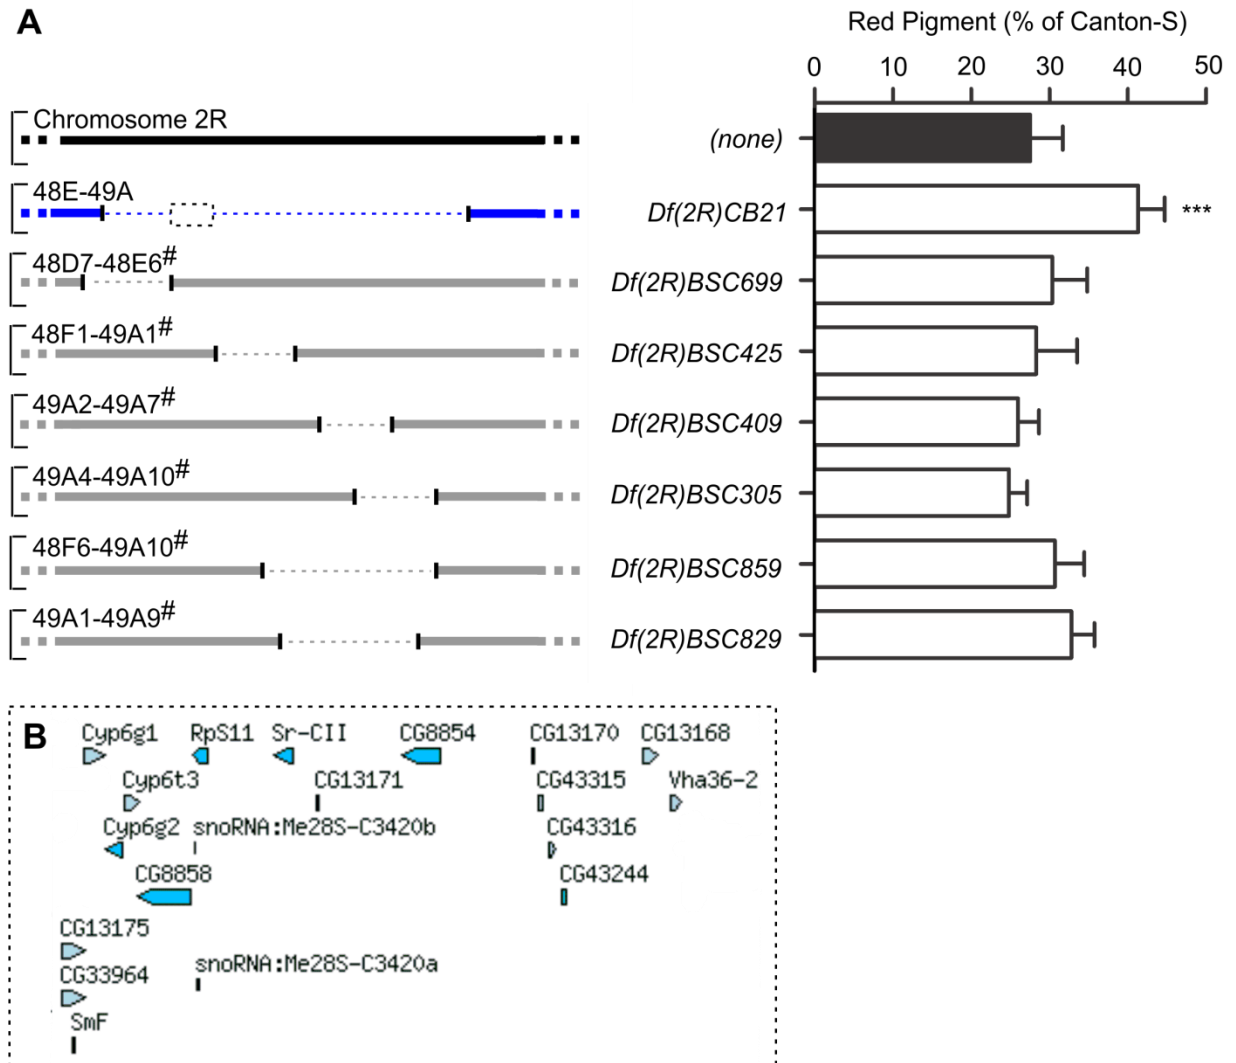 A
Red Pigment (% of Canton-S)
0 10 20 30 40 50
Chromosome 2R
(none)
48E-49A
Df(2R)CB21 ***
48D7-48E6#
Df(2R)BSC699
48F1-49A1#
Df(2R)BSC425
49A2-49A7#
Df(2R)BSC409
49A4-49A10#
Df(2R)BSC305
48F6-49A10#
Df(2R)BSC859
49A1-49A9#
Df(2R)BSC829
B
Cyp6g1 RpS11 Sr-CII CG8854 CG13170 CG13168
Cyp6t3 CG13171 CG43315 Vha36-2
Cyp6g2 snoRNA:Me28S-C3420b CG43316
CG8858 CG43244
CG13175
snoRNA:Me28S-C3420a
CG33964
SmF